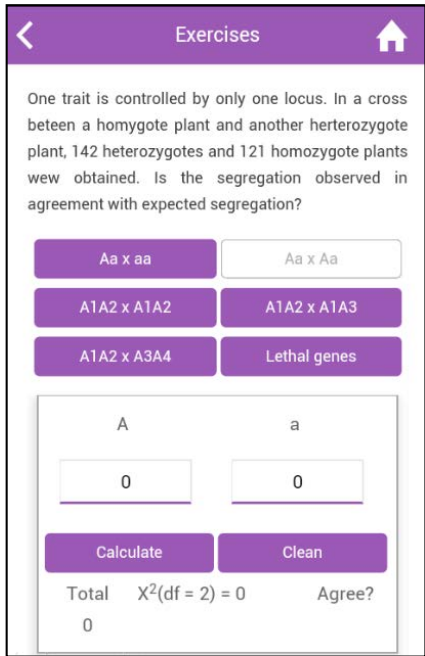 Exercises
One trait is controlled by only one locus. In a cross
beteen a homygote plant and another herterozygote
plant, 142 heterozygotes and 121 homozygote plants
wew obtained. Is the segregation observed in
agreement with expected segregation?
Aa x aa
Aa x Aa
A1A2 x A1A2
A1A2 x A1A3
A1A2 x A3A4
Lethal genes
A a
0 0
Calculate Clean
Total X²(df = 2) = 0 Agree?
0